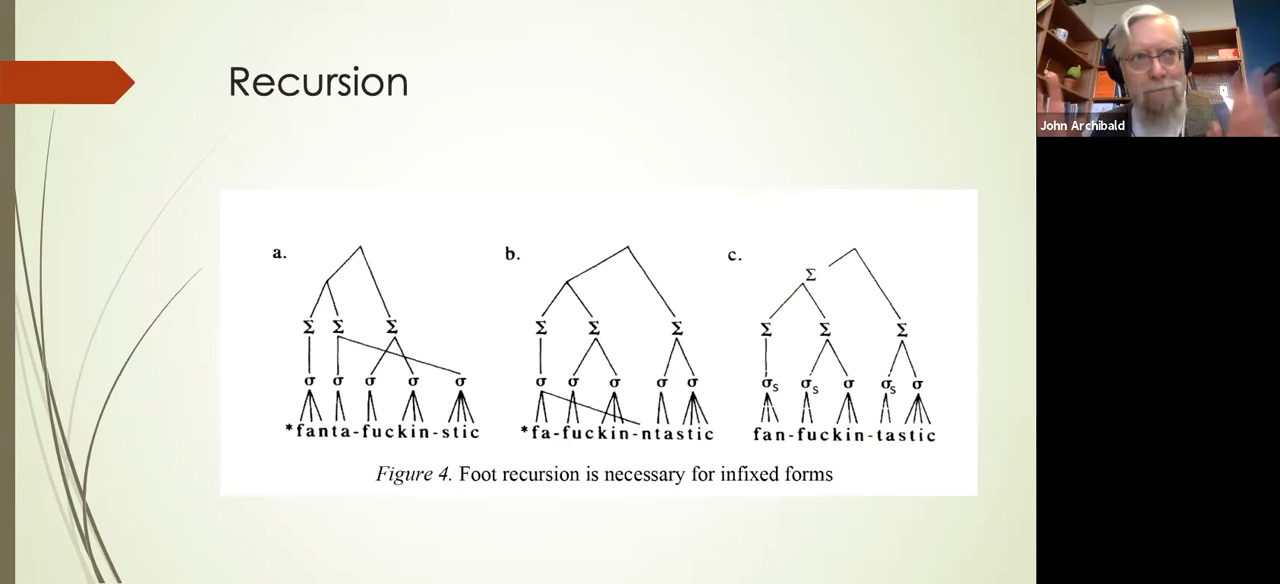 Recursion
John Archibald
a. b. c.
Σ
Σ Σ Σ Σ Σ Σ Σ Σ Σ
σ σ σ σ σ σ σ σ σ σ σs σs σ σs σ
*fanta-fuckin-stic *fa-fuckin-ntastic fan-fuckin-tastic
Figure 4. Foot recursion is necessary for infixed forms